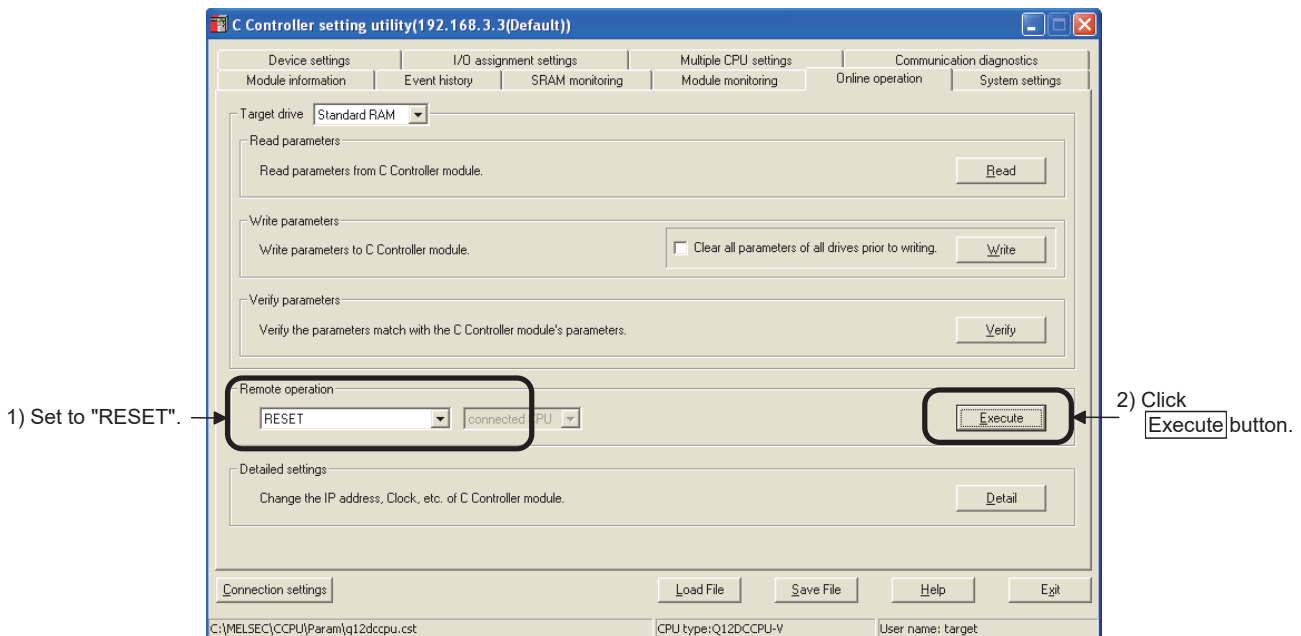 C Controller setting utility(192.168.3.3(Default))
Device settings I/O assignment settings Multiple CPU settings Communication diagnostics
Module information Event history SRAM monitoring Module monitoring Online operation System settings
Target drive Standard RAM
Read parameters
Read parameters from C Controller module. Read
Write parameters
Write parameters to C Controller module. Clear all parameters of all drives prior to writing. Write
Verify parameters
Verify the parameters match with the C Controller module's parameters. Verify
Remote operation
1) Set to "RESET". RESET connected CPU Execute 2) Click
Execute button.
Detailed settings
Change the IP address, Clock, etc. of C Controller module. Detail
Connection settings Load File Save File Help Exit
C:\MELSEC\CCPU\Param\q12dccpu.cst CPU type:Q12DCCPU-V User name: target